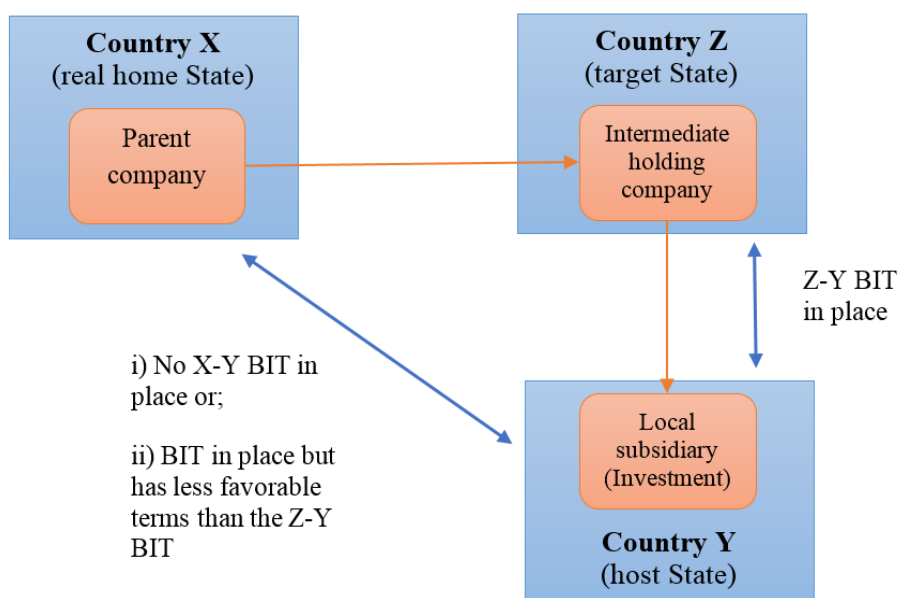 Country X
(real home State)
Parent
company
Country Z
(target State)
Intermediate
holding
company
Z-Y BIT
in place
i) No X-Y BIT in
place or;
ii) BIT in place but
has less favorable
terms than the Z-Y
BIT
Local
subsidiary
(Investment)
Country Y
(host State)